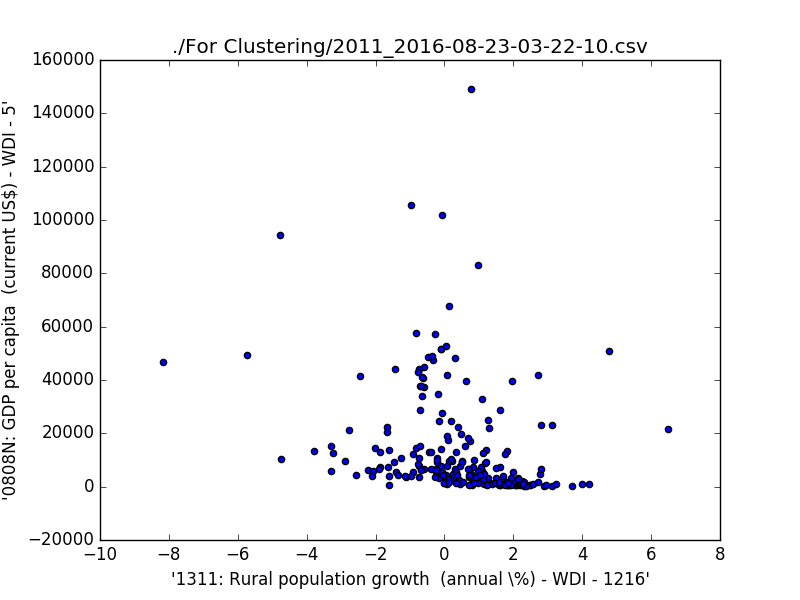 ./For Clustering/2011_2016-08-23-03-22-10.csv
160000
140000
120000
100000
80000
60000
40000
20000
0
−20000
'0808N: GDP per capita  (current US$) - WDI - 5'
−10 −8 −6 −4 −2 0 2 4 6 8
'1311: Rural population growth  (annual \%) - WDI - 1216'